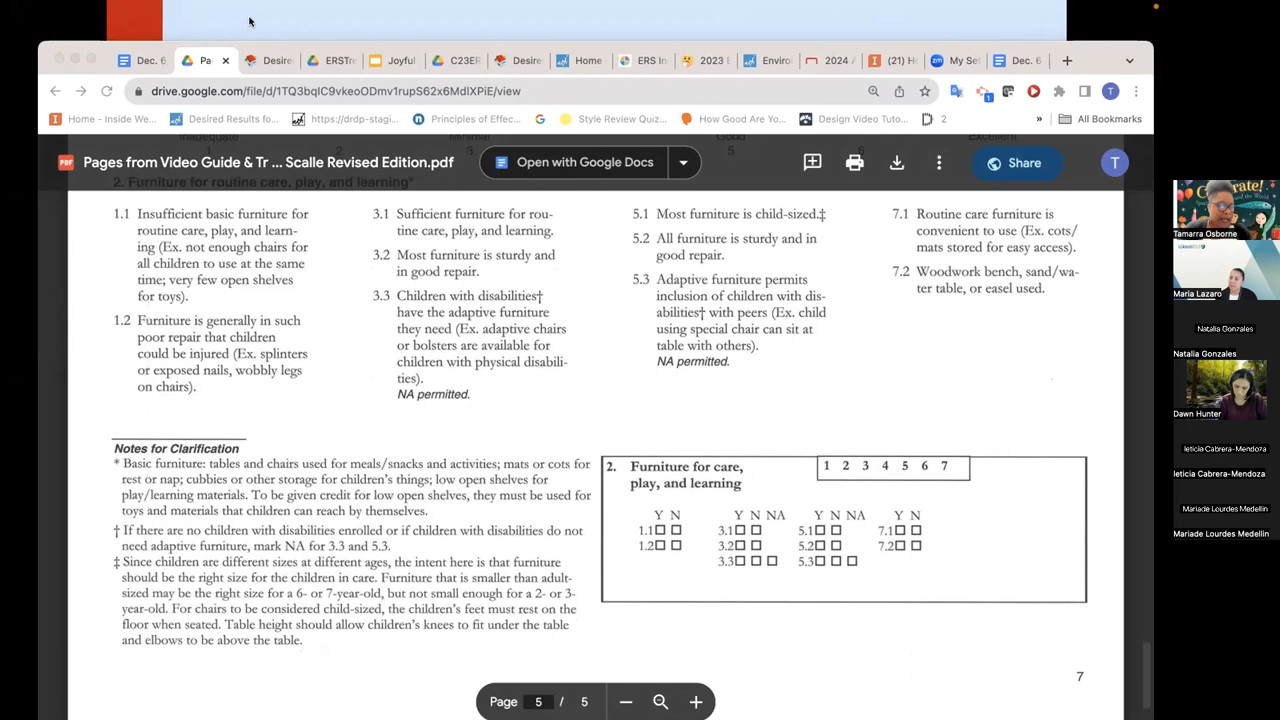 Dec. 6
Pa
Desire
ERSTre
Joyful
C23ER
Desire
Home
ERS In
2023 E
Enviro
2024 A
(21) Ho
My Se
Dec. 6
drive.google.com/file/d/1TQ3bqIC9vkeoODmv1rupS62x6MdlXPiE/view
T
Home - Inside We...
Desired Results fo...
https://drdp-stagi...
Principles of Effec...
Style Review Quiz...
How Good Are Yo...
Design Video Tuto...
2
»
All Bookmarks
PDF
Pages from Video Guide & Tr ... Scalle Revised Edition.pdf
Open with Google Docs
Share
T
2. Furniture for routine care, play, and learning*
1.1 Insufficient basic furniture for
routine care, play, and learn-
ing (Ex. not enough chairs for
all children to use at the same
time; very few open shelves
for toys).
1.2 Furniture is generally in such
poor repair that children
could be injured (Ex. splinters
or exposed nails, wobbly legs
on chairs).
3.1 Sufficient furniture for rou-
tine care, play, and learning.
3.2 Most furniture is sturdy and
in good repair.
3.3 Children with disabilities†
have the adaptive furniture
they need (Ex. adaptive chairs
or bolsters are available for
children with physical disabili-
ties).
NA permitted.
5.1 Most furniture is child-sized.‡
5.2 All furniture is sturdy and in
good repair.
5.3 Adaptive furniture permits
inclusion of children with dis-
abilities† with peers (Ex. child
using special chair can sit at
table with others).
NA permitted.
7.1 Routine care furniture is
convenient to use (Ex. cots/
mats stored for easy access).
7.2 Woodwork bench, sand/wa-
ter table, or easel used.
Notes for Clarification
* Basic furniture: tables and chairs used for meals/snacks and activities; mats or cots for
rest or nap; cubbies or other storage for children's things; low open shelves for
play/learning materials. To be given credit for low open shelves, they must be used for
toys and materials that children can reach by themselves.
† If there are no children with disabilities enrolled or if children with disabilities do not
need adaptive furniture, mark NA for 3.3 and 5.3.
‡ Since children are different sizes at different ages, the intent here is that furniture
should be the right size for the children in care. Furniture that is smaller than adult-
sized may be the right size for a 6- or 7-year-old, but not small enough for a 2- or 3-
year-old. For chairs to be considered child-sized, the children's feet must rest on the
floor when seated. Table height should allow children's knees to fit under the table
and elbows to be above the table.
2. Furniture for care,
play, and learning
1 2 3 4 5 6 7
Y N Y N NA Y N NA Y N
1.1 3.1 5.1 7.1
1.2 3.2 5.2 7.2
3.3 5.3
7
Page 5 / 5
Tamarra Osborne
Maria Lazaro
Natalia Gonzales
Natalia Gonzales
Dawn Hunter
leticia Cabrera-Mendoza
leticia Cabrera-Mendoza
Mariade Lourdes Medellin
Mariade Lourdes Medellin